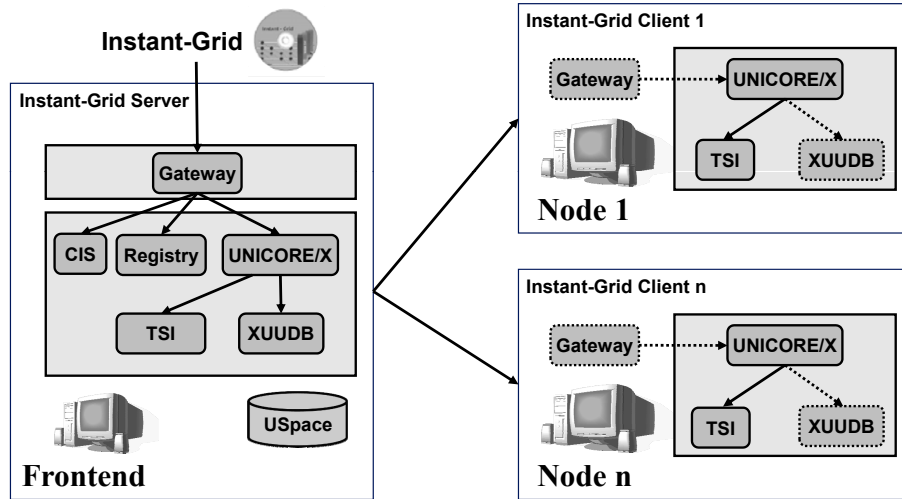 Instant-Grid
Instant-Grid Server
Gateway
CIS
Registry
UNICORE/X
TSI
XUUDB
USpace
Frontend
Instant-Grid Client 1
Gateway
UNICORE/X
TSI
XUUDB
Node 1
Instant-Grid Client n
Gateway
UNICORE/X
TSI
XUUDB
Node n